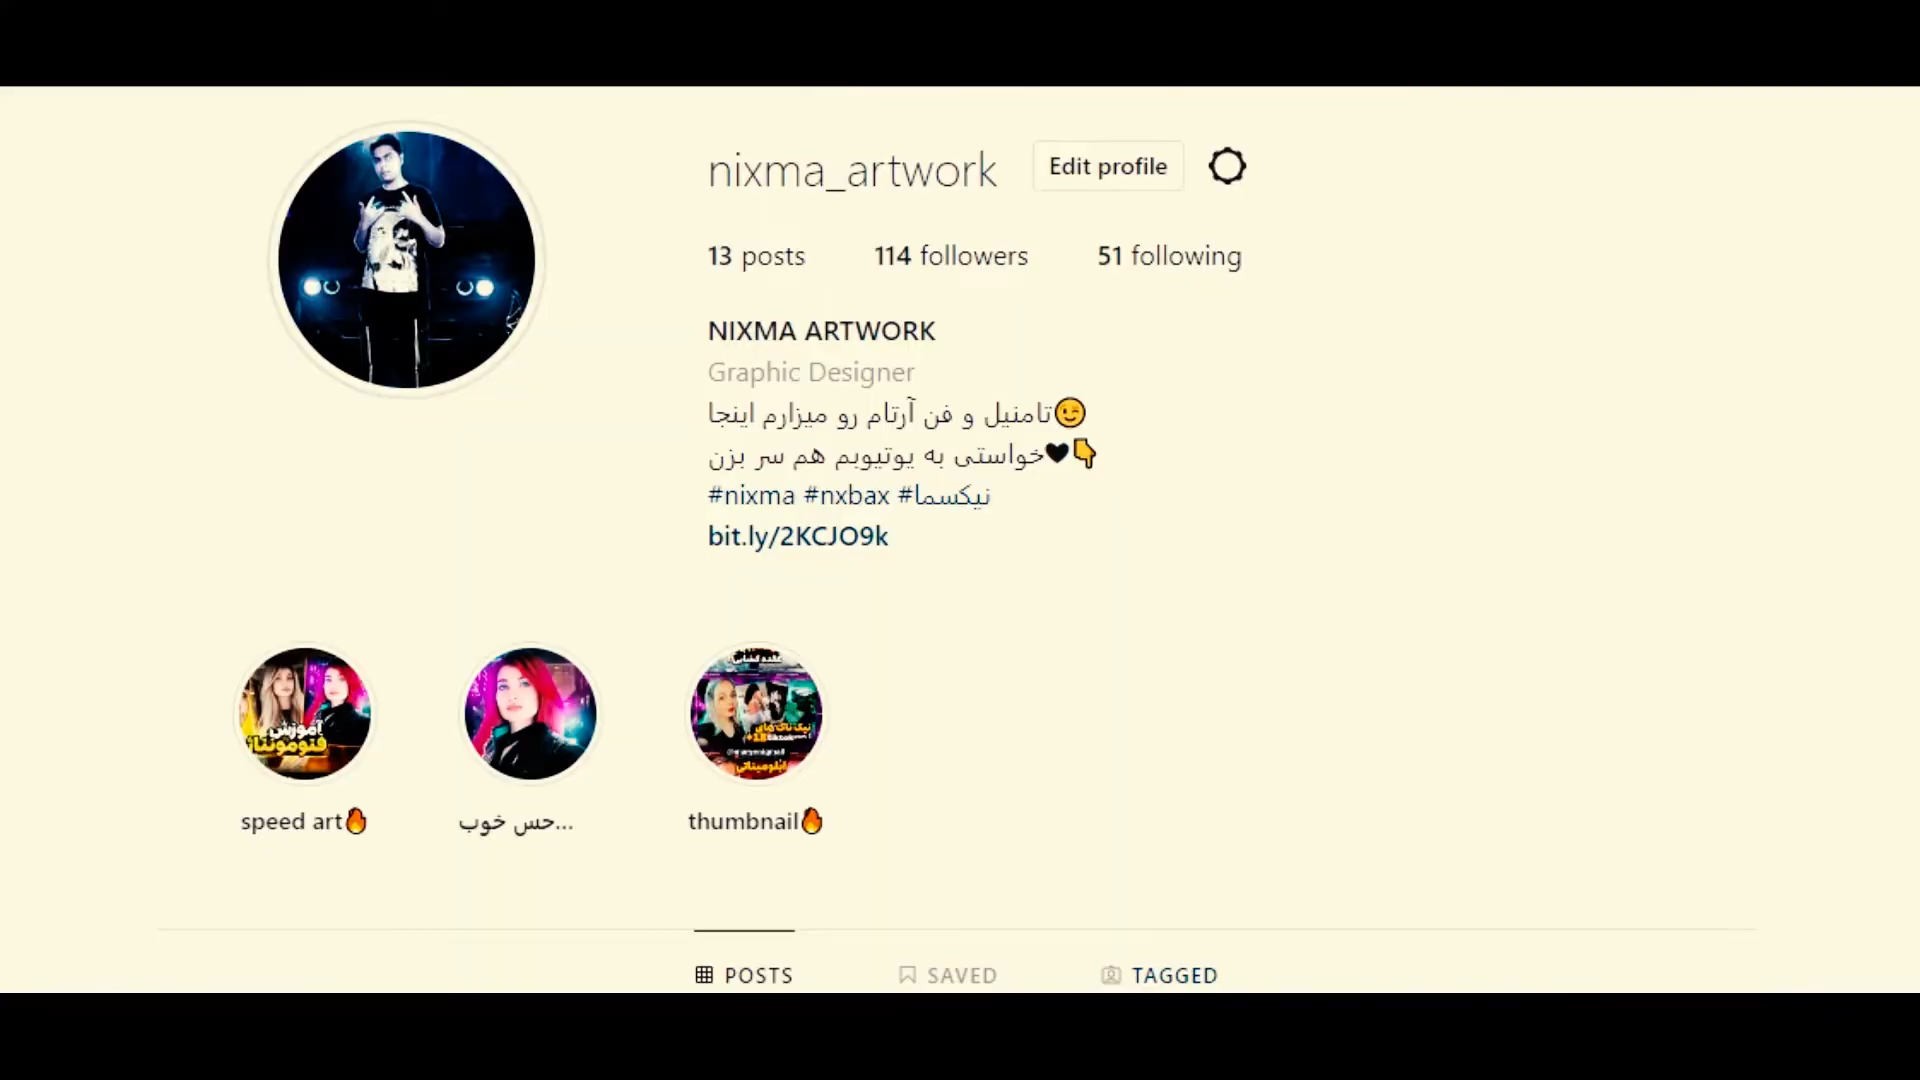 nixma_artwork
Edit profile
13 posts 114 followers 51 following
NIXMA ARTWORK
Graphic Designer
تامنیل و فن آرتام رو میزارم اینجا😉
خواستی به یوتیوبم هم سر بزن🖤👇
#nixma #nxbax #نیکسما
bit.ly/2KCJO9k
آموزش
فتومونتاژ
speed art🔥
حس خوب...
thumbnail🔥
POSTS SAVED TAGGED